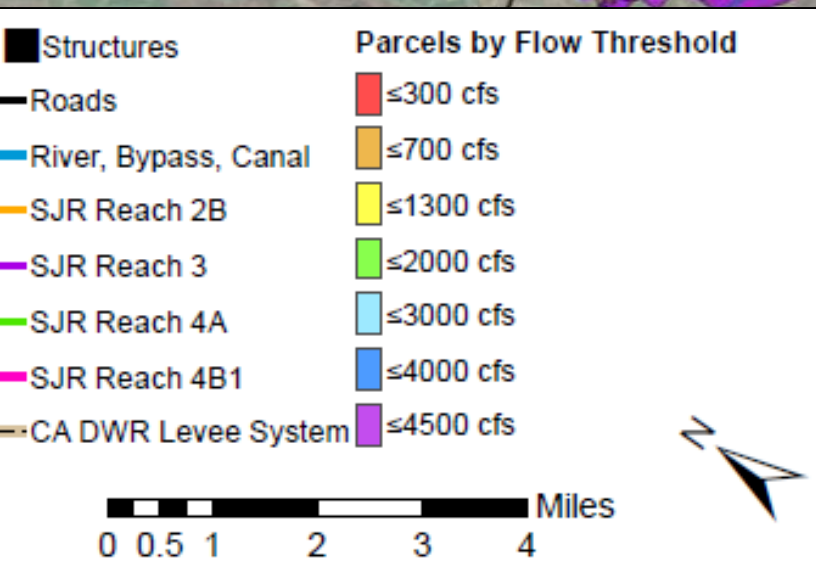 Structures
Roads
River, Bypass, Canal
SJR Reach 2B
SJR Reach 3
SJR Reach 4A
SJR Reach 4B1
CA DWR Levee System
Parcels by Flow Threshold
≤300 cfs
≤700 cfs
≤1300 cfs
≤2000 cfs
≤3000 cfs
≤4000 cfs
≤4500 cfs
N
Miles
0 0.5 1 2 3 4